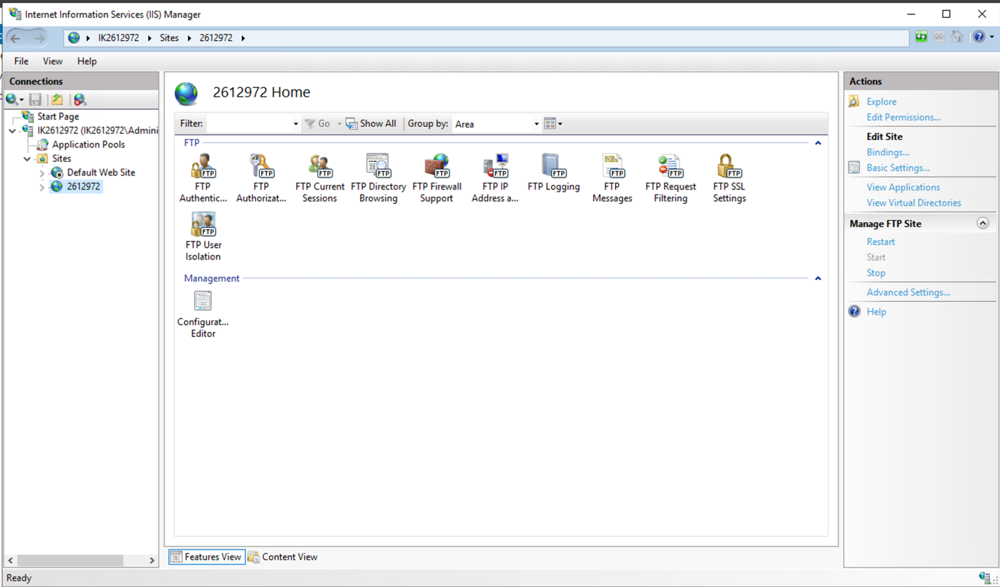 Internet Information Services (IIS) Manager
IK2612972
Sites
2612972
File View Help
Connections
Start Page
IK2612972 (IK2612972\Admini
Application Pools
Sites
Default Web Site
2612972
2612972 Home
Filter: Go Show All Group by: Area
FTP
FTP Authentic...
FTP Authorizat...
FTP Current Sessions
FTP Directory Browsing
FTP Firewall Support
FTP IP Address a...
FTP Logging
FTP Messages
FTP Request Filtering
FTP SSL Settings
FTP User Isolation
Management
Configurat... Editor
Features View Content View
Actions
Explore
Edit Permissions...
Edit Site
Bindings...
Basic Settings...
View Applications
View Virtual Directories
Manage FTP Site
Restart
Start
Stop
Advanced Settings...
Help
Ready